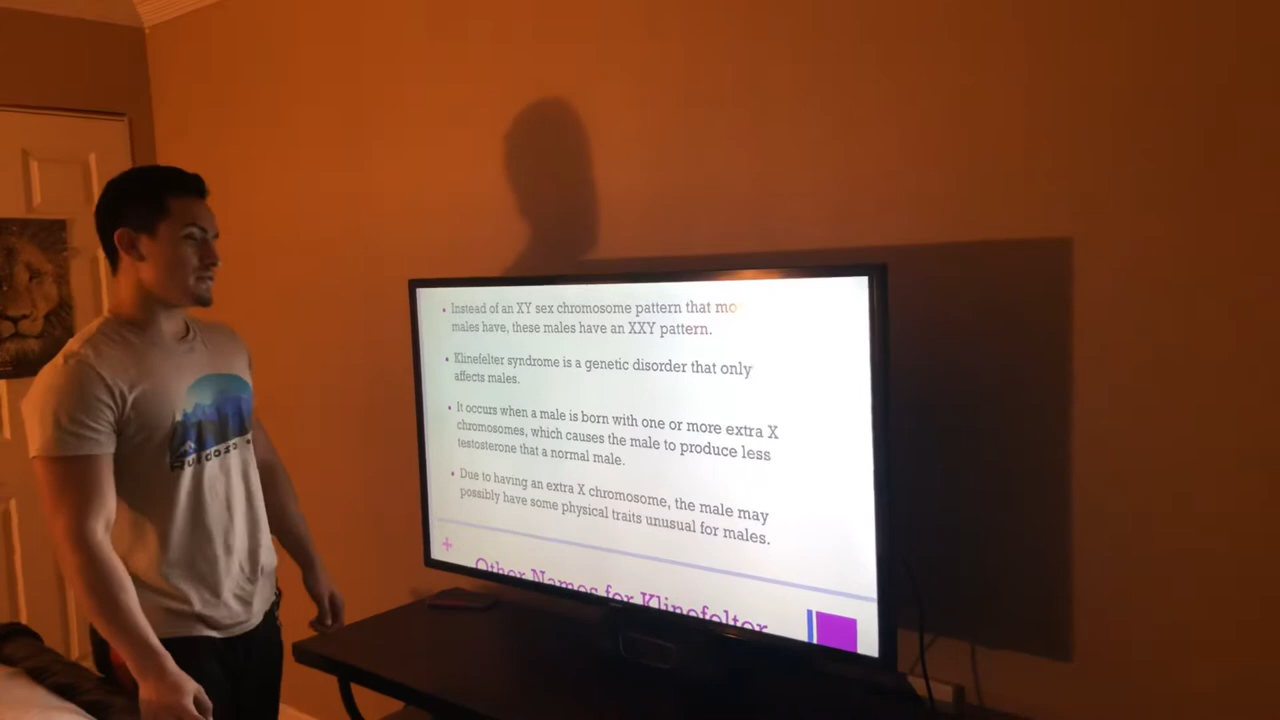 • Instead of an XY sex chromosome pattern that mo
males have, these males have an XXY pattern.
• Klinefelter syndrome is a genetic disorder that only
affects males.
• It occurs when a male is born with one or more extra X
chromosomes, which causes the male to produce less
testosterone that a normal male.
• Due to having an extra X chromosome, the male may
possibly have some physical traits unusual for males.
+ Other Names for Klinefelter